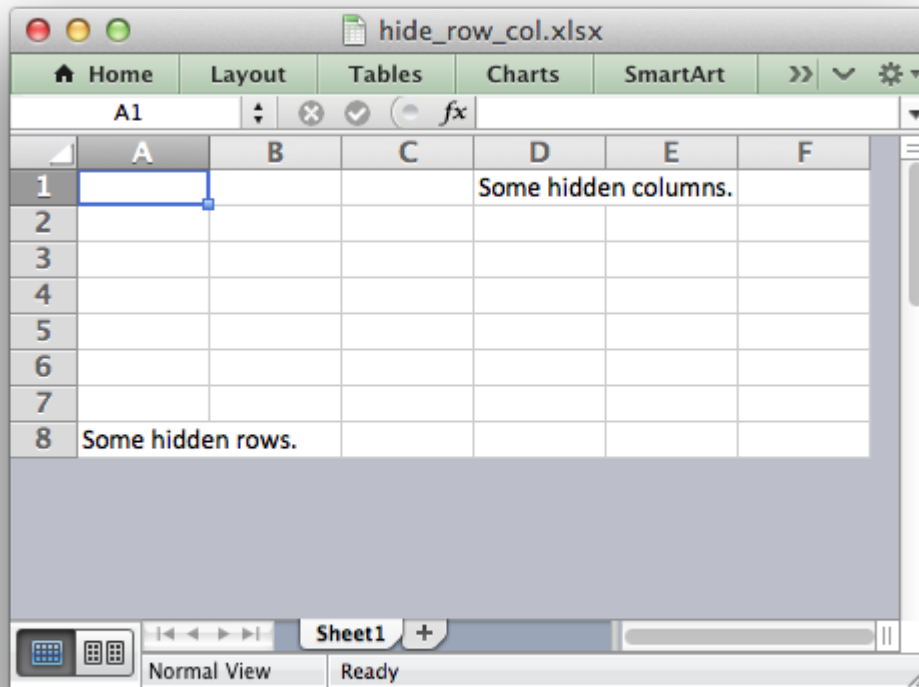 hide_row_col.xlsx
Home Layout Tables Charts SmartArt
A1 fx
A B C D E F
1 Some hidden columns.
2
3
4
5
6
7
8 Some hidden rows.
Sheet1
Normal View Ready